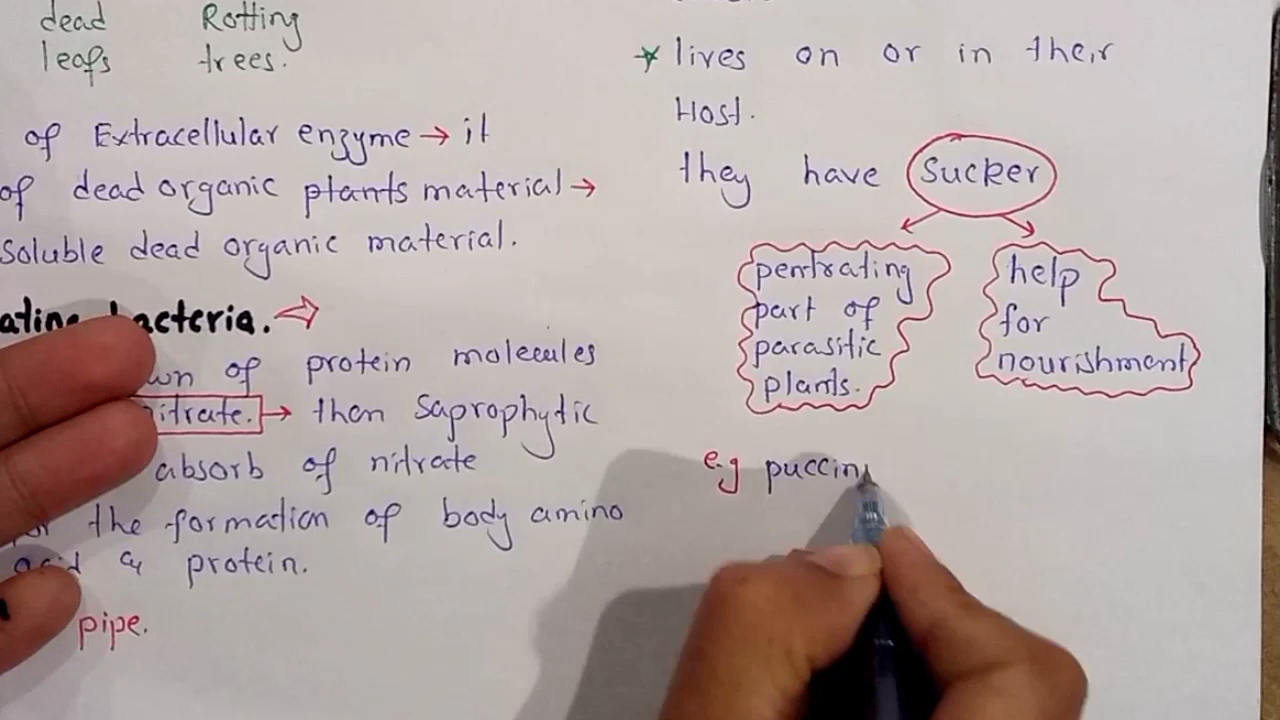 dead Rotting
leafs trees.
of Extracellular enzyme → it
of dead organic plants material →
soluble dead organic material.
bacteria. ⇒
of protein molecules
nitrate. → then Saprophytic
absorb of nitrate
for the formation of body amino
acid & protein.
pipe.
* lives on or in their
Host.
they have Sucker
pentrating
part of
parasitic
plants.
help
for
nourishment
e.g puccin